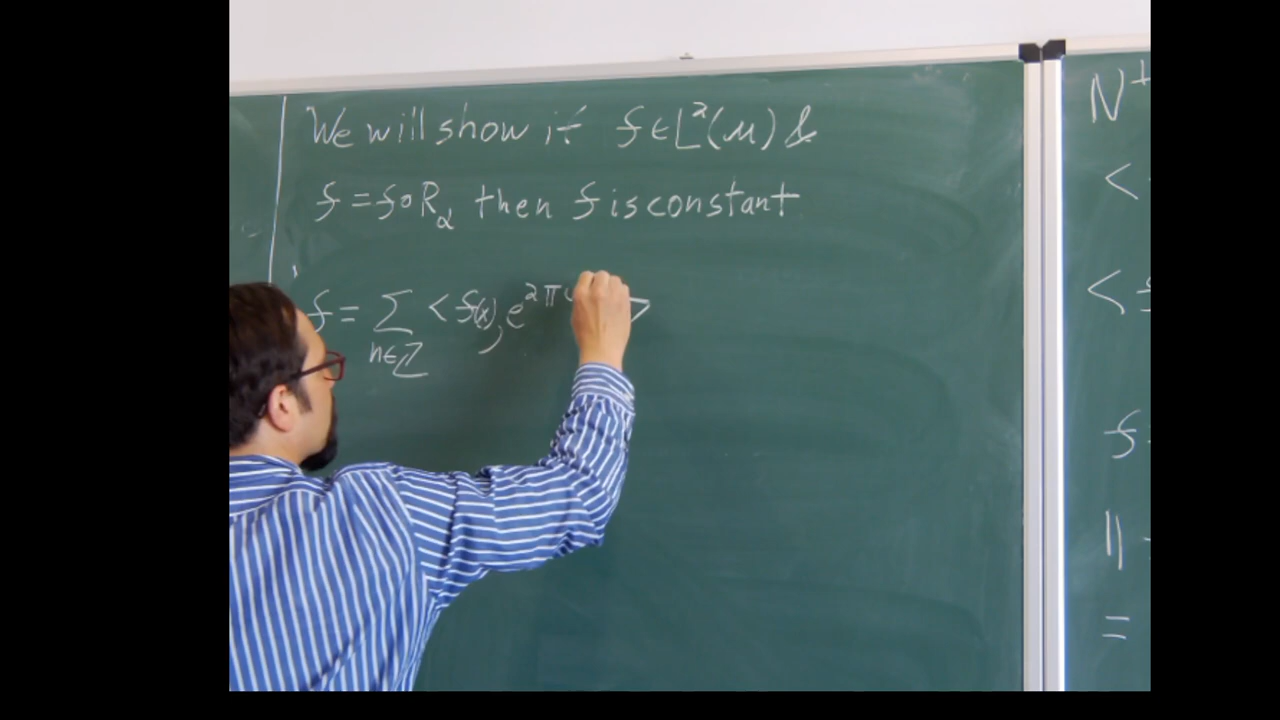 We will show if f ∈ L²(μ) &
f = f∘R_α then f is constant
f = ∑_{n∈ℤ} <f(x), e^{2πi >
N⊥
<
<
f
‖
=